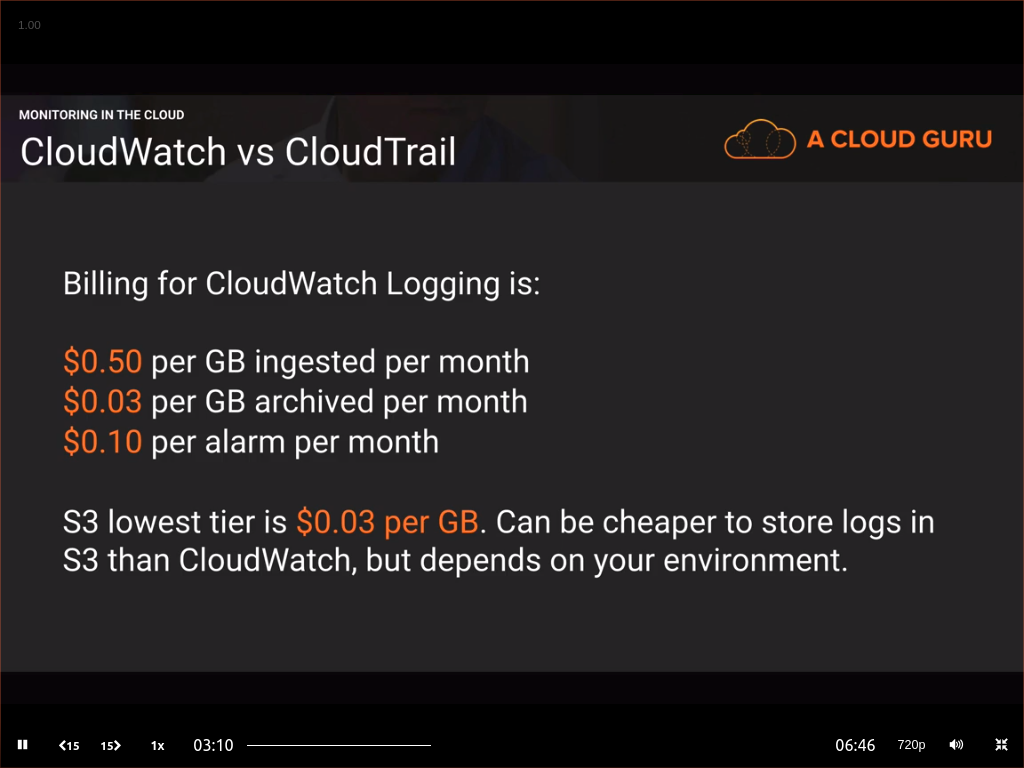 1.00
MONITORING IN THE CLOUD
CloudWatch vs CloudTrail
A CLOUD GURU
Billing for CloudWatch Logging is:
$0.50 per GB ingested per month
$0.03 per GB archived per month
$0.10 per alarm per month
S3 lowest tier is $0.03 per GB. Can be cheaper to store logs in
S3 than CloudWatch, but depends on your environment.
15 15 1x 03:10 06:46 720p